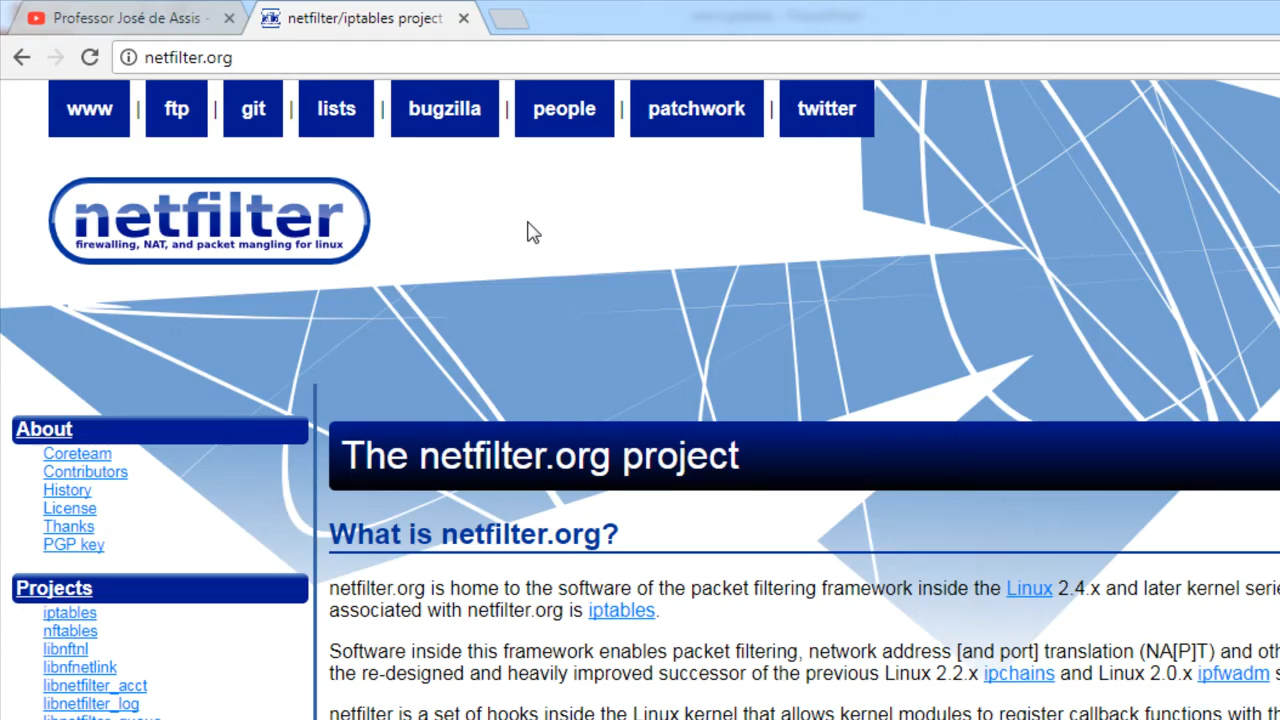 Professor José de Assis -
netfilter/iptables project
netfilter.org
www | ftp | git | lists | bugzilla | people | patchwork | twitter
netfilter
firewalling, NAT, and packet mangling for linux
About
Coreteam
Contributors
History
License
Thanks
PGP key
Projects
iptables
nftables
libnftnl
libnfnetlink
libnetfilter_acct
libnetfilter_log
The netfilter.org project
What is netfilter.org?
netfilter.org is home to the software of the packet filtering framework inside the Linux 2.4.x and later kernel serie
associated with netfilter.org is iptables.
Software inside this framework enables packet filtering, network address [and port] translation (NA[P]T) and oth
the re-designed and heavily improved successor of the previous Linux 2.2.x ipchains and Linux 2.0.x ipfwadm s
netfilter is a set of hooks inside the Linux kernel that allows kernel modules to register callback functions with the